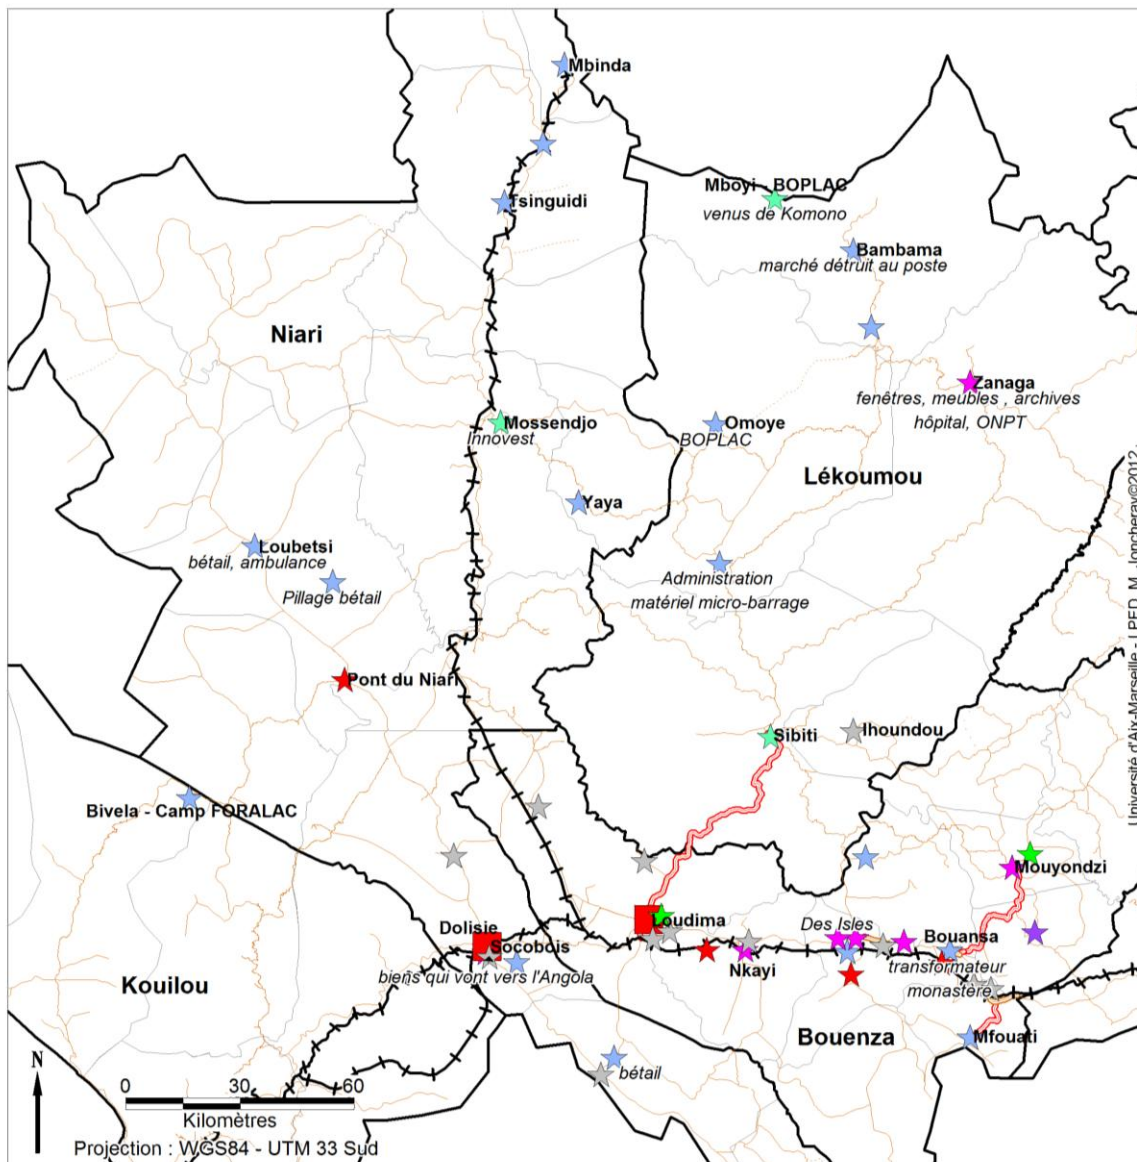 Mbinda
Tsinguidi
Mboyi - BOPLAC
venus de Komono
Bambama
marché détruit au poste
Niari
Zanaga
fenêtres, meubles , archives
hôpital, ONPT
Mossendjo
Innovest
Omoye
BOPLAC
Lékoumou
Yaya
Loubetsi
bétail, ambulance
Pillage bétail
Administration
matériel micro-barrage
Pont du Niari
Sibiti
Ihoundou
Bivela - Camp FORALAC
Mouyondzi
Loudima
Dolisie
Socobois
biens qui vont vers l'Angola
Des Isles
Nkayi
Bouansa
transformateur
monastère
Kouilou
Bouenza
Mfouati
bétail
N
0 30 60
Kilomètres
Projection : WGS84 - UTM 33 Sud
Université d'Aix-Marseille - LPED, M. Joncheray©2012 .